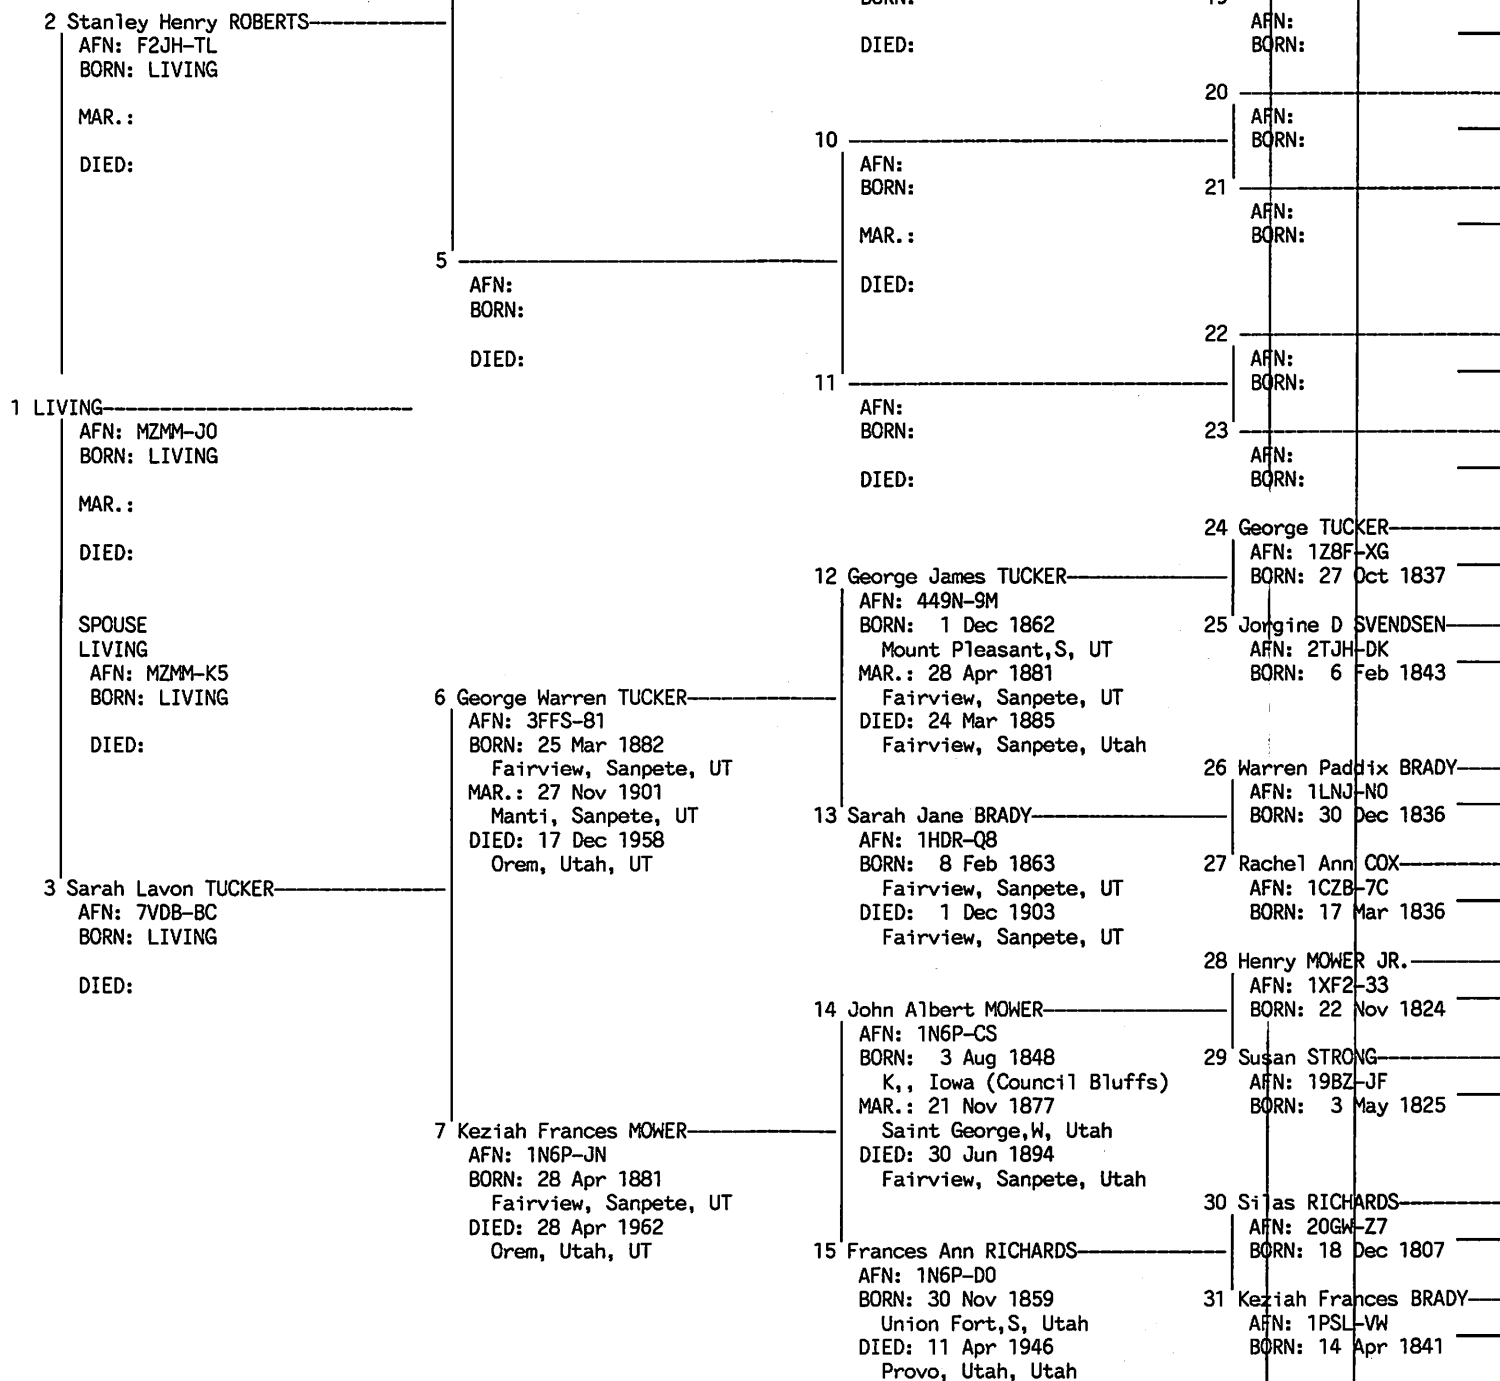 2 Stanley Henry ROBERTS
AFN: F2JH-TL
BORN: LIVING
MAR.:
DIED:
1 LIVING
AFN: MZMM-JO
BORN: LIVING
MAR.:
DIED:
SPOUSE
LIVING
AFN: MZMM-K5
BORN: LIVING
DIED:
3 Sarah Lavon TUCKER
AFN: 7VDB-BC
BORN: LIVING
DIED:
5
AFN:
BORN:
DIED:
6 George Warren TUCKER
AFN: 3FFS-81
BORN: 25 Mar 1882
Fairview, Sanpete, UT
MAR.: 27 Nov 1901
Manti, Sanpete, UT
DIED: 17 Dec 1958
Orem, Utah, UT
7 Keziah Frances MOWER
AFN: 1N6P-JN
BORN: 28 Apr 1881
Fairview, Sanpete, UT
DIED: 28 Apr 1962
Orem, Utah, UT
DIED:
10
AFN:
BORN:
MAR.:
DIED:
11
AFN:
BORN:
DIED:
12 George James TUCKER
AFN: 449N-9M
BORN: 1 Dec 1862
Mount Pleasant,S, UT
MAR.: 28 Apr 1881
Fairview, Sanpete, UT
DIED: 24 Mar 1885
Fairview, Sanpete, Utah
13 Sarah Jane BRADY
AFN: 1HDR-Q8
BORN: 8 Feb 1863
Fairview, Sanpete, UT
DIED: 1 Dec 1903
Fairview, Sanpete, UT
14 John Albert MOWER
AFN: 1N6P-CS
BORN: 3 Aug 1848
K,, Iowa (Council Bluffs)
MAR.: 21 Nov 1877
Saint George,W, Utah
DIED: 30 Jun 1894
Fairview, Sanpete, Utah
15 Frances Ann RICHARDS
AFN: 1N6P-D0
BORN: 30 Nov 1859
Union Fort,S, Utah
DIED: 11 Apr 1946
Provo, Utah, Utah
AFN:
BORN:
20
AFN:
BORN:
21
AFN:
BORN:
22
AFN:
BORN:
23
AFN:
BORN:
24 George TUCKER
AFN: 1Z8F-XG
BORN: 27 Oct 1837
25 Jorgine D SVENDSEN
AFN: 2TJH-DK
BORN: 6 Feb 1843
26 Warren Paddix BRADY
AFN: 1LNJ-N0
BORN: 30 Dec 1836
27 Rachel Ann COX
AFN: 1CZB-7C
BORN: 17 Mar 1836
28 Henry MOWER JR.
AFN: 1XF2-33
BORN: 22 Nov 1824
29 Susan STRONG
AFN: 19BZ-JF
BORN: 3 May 1825
30 Silas RICHARDS
AFN: 20GW-Z7
BORN: 18 Dec 1807
31 Keziah Frances BRADY
AFN: 1PSL-VW
BORN: 14 Apr 1841